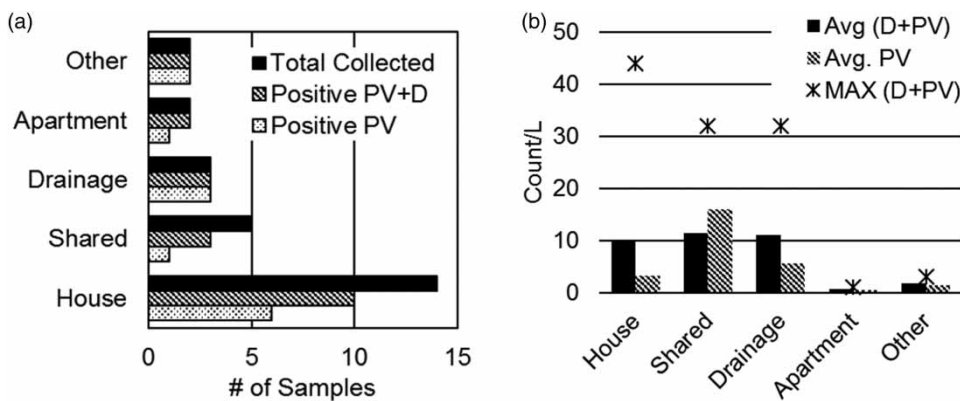 (a)
Other
Apartment
Drainage
Shared
House
Total Collected
Positive PV+D
Positive PV
0 5 10 15
# of Samples
(b)
Avg (D+PV)
Avg. PV
MAX (D+PV)
Count/L
50
40
30
20
10
0
House
Shared
Drainage
Apartment
Other